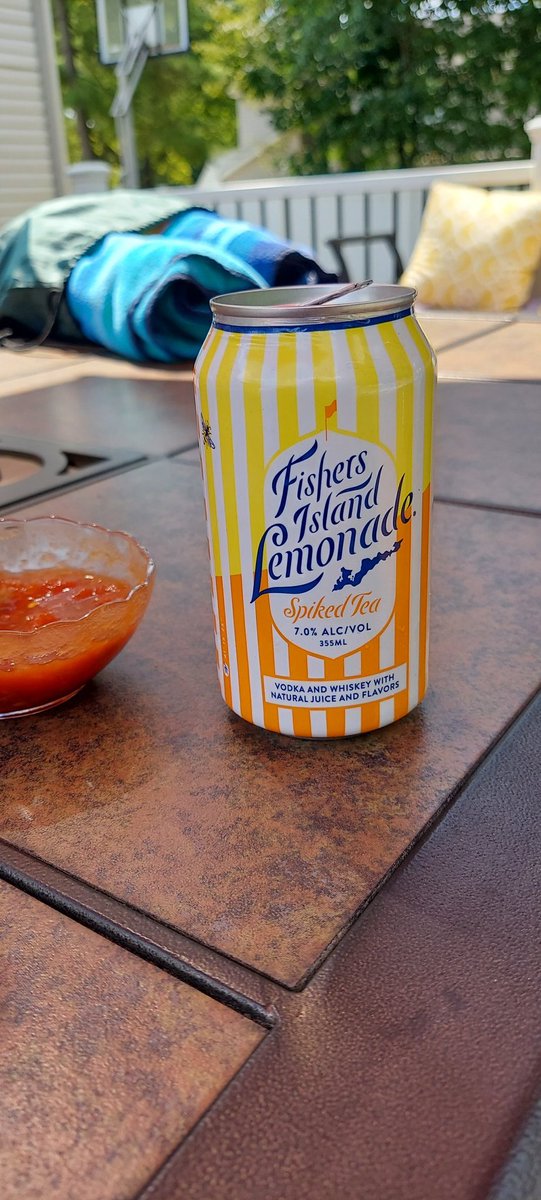 Fishers
Island
Lemonade.
Spiked Tea
7.0% ALC/VOL
355ML
VODKA AND WHISKEY WITH
NATURAL JUICE AND FLAVORS